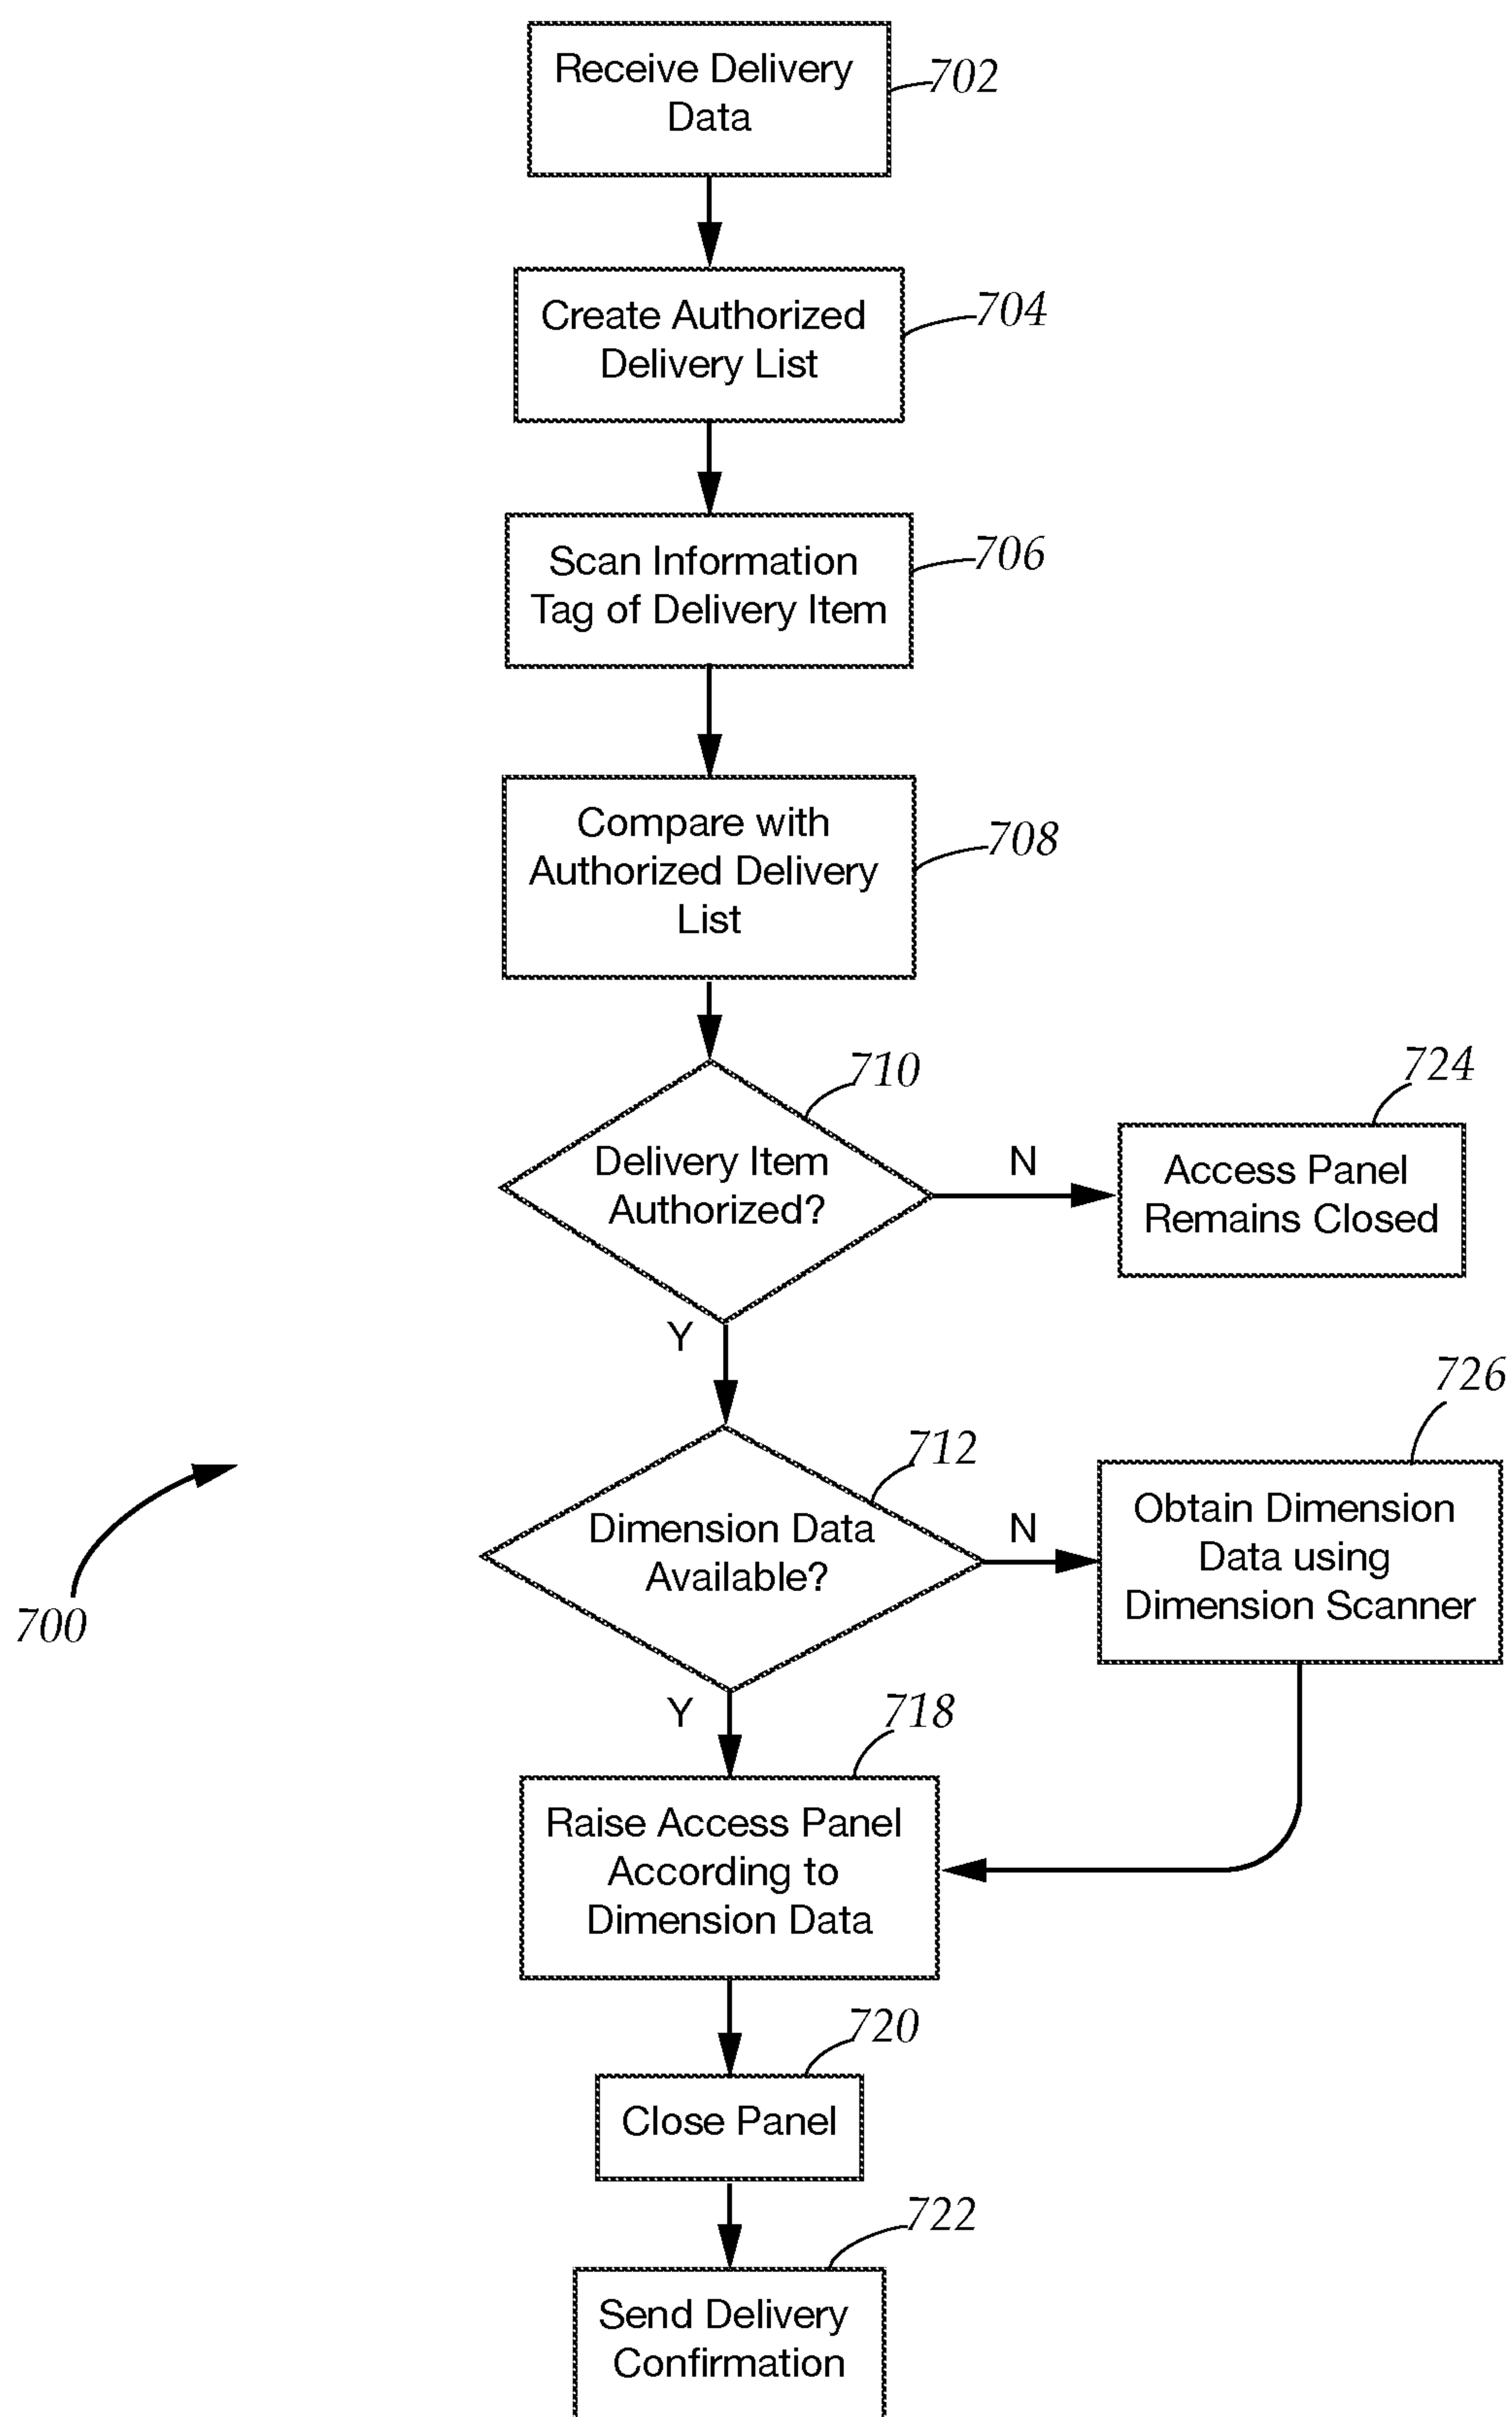 Receive Delivery
Data
702
Create Authorized
Delivery List
704
Scan Information
Tag of Delivery Item
706
Compare with
Authorized Delivery
List
708
710
Delivery Item
Authorized?
N
724
Access Panel
Remains Closed
Y
712
Dimension Data
Available?
N
726
Obtain Dimension
Data using
Dimension Scanner
700
Y
718
Raise Access Panel
According to
Dimension Data
720
Close Panel
722
Send Delivery
Confirmation